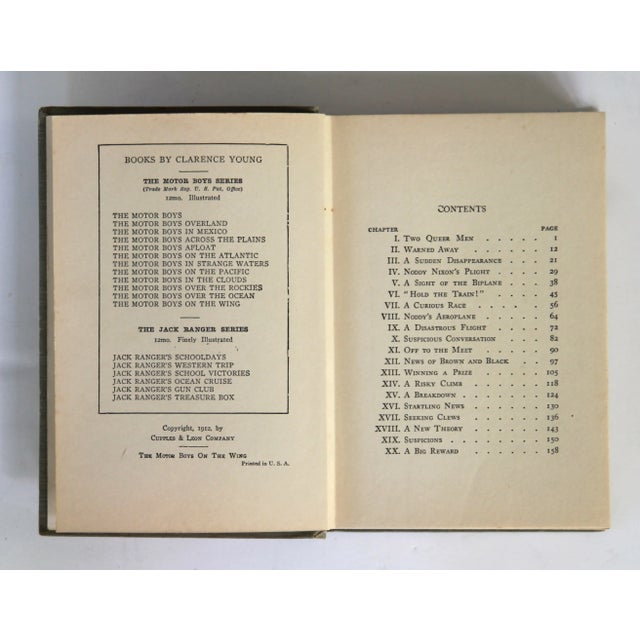 BOOKS BY CLARENCE YOUNG
THE MOTOR BOYS SERIES
(Trade Mark Reg. U. S. Pat. Office)
12mo. Illustrated
THE MOTOR BOYS
THE MOTOR BOYS OVERLAND
THE MOTOR BOYS IN MEXICO
THE MOTOR BOYS ACROSS THE PLAINS
THE MOTOR BOYS AFLOAT
THE MOTOR BOYS ON THE ATLANTIC
THE MOTOR BOYS IN STRANGE WATERS
THE MOTOR BOYS ON THE PACIFIC
THE MOTOR BOYS IN THE CLOUDS
THE MOTOR BOYS OVER THE ROCKIES
THE MOTOR BOYS OVER THE OCEAN
THE MOTOR BOYS ON THE WING
THE JACK RANGER SERIES
12mo. Finely Illustrated
JACK RANGER'S SCHOOLDAYS
JACK RANGER'S WESTERN TRIP
JACK RANGER'S SCHOOL VICTORIES
JACK RANGER'S OCEAN CRUISE
JACK RANGER'S GUN CLUB
JACK RANGER'S TREASURE BOX
Copyright, 1912, by
CUPPLES & LEON COMPANY
THE MOTOR BOYS ON THE WING
Printed in U. S. A.
CONTENTS
CHAPTER PAGE
I. TWO QUEER MEN . . . . . 1
II. WARNED AWAY . . . . . 12
III. A SUDDEN DISAPPEARANCE . . . . 21
IV. NODDY NIXON'S PLIGHT . . . . 29
V. A SIGHT OF THE BIPLANE . . . . 38
VI. "HOLD THE TRAIN!" . . . . . 45
VII. A CURIOUS RACE . . . . . 56
VIII. NODDY'S AEROPLANE . . . . . 64
IX. A DISASTROUS FLIGHT . . . . . 72
X. SUSPICIOUS CONVERSATION . . . . 82
XI. OFF TO THE MEET . . . . . 90
XII. NEWS OF BROWN AND BLACK . . . 97
XIII. WINNING A PRIZE . . . . . 105
XIV. A RISKY CLIMB . . . . . 118
XV. A BREAKDOWN . . . . . 124
XVI. STARTLING NEWS . . . . . 130
XVII. SEEKING CLEWS . . . . . 136
XVIII. A NEW THEORY . . . . . 143
XIX. SUSPICIONS . . . . . . 150
XX. A BIG REWARD . . . . . 158